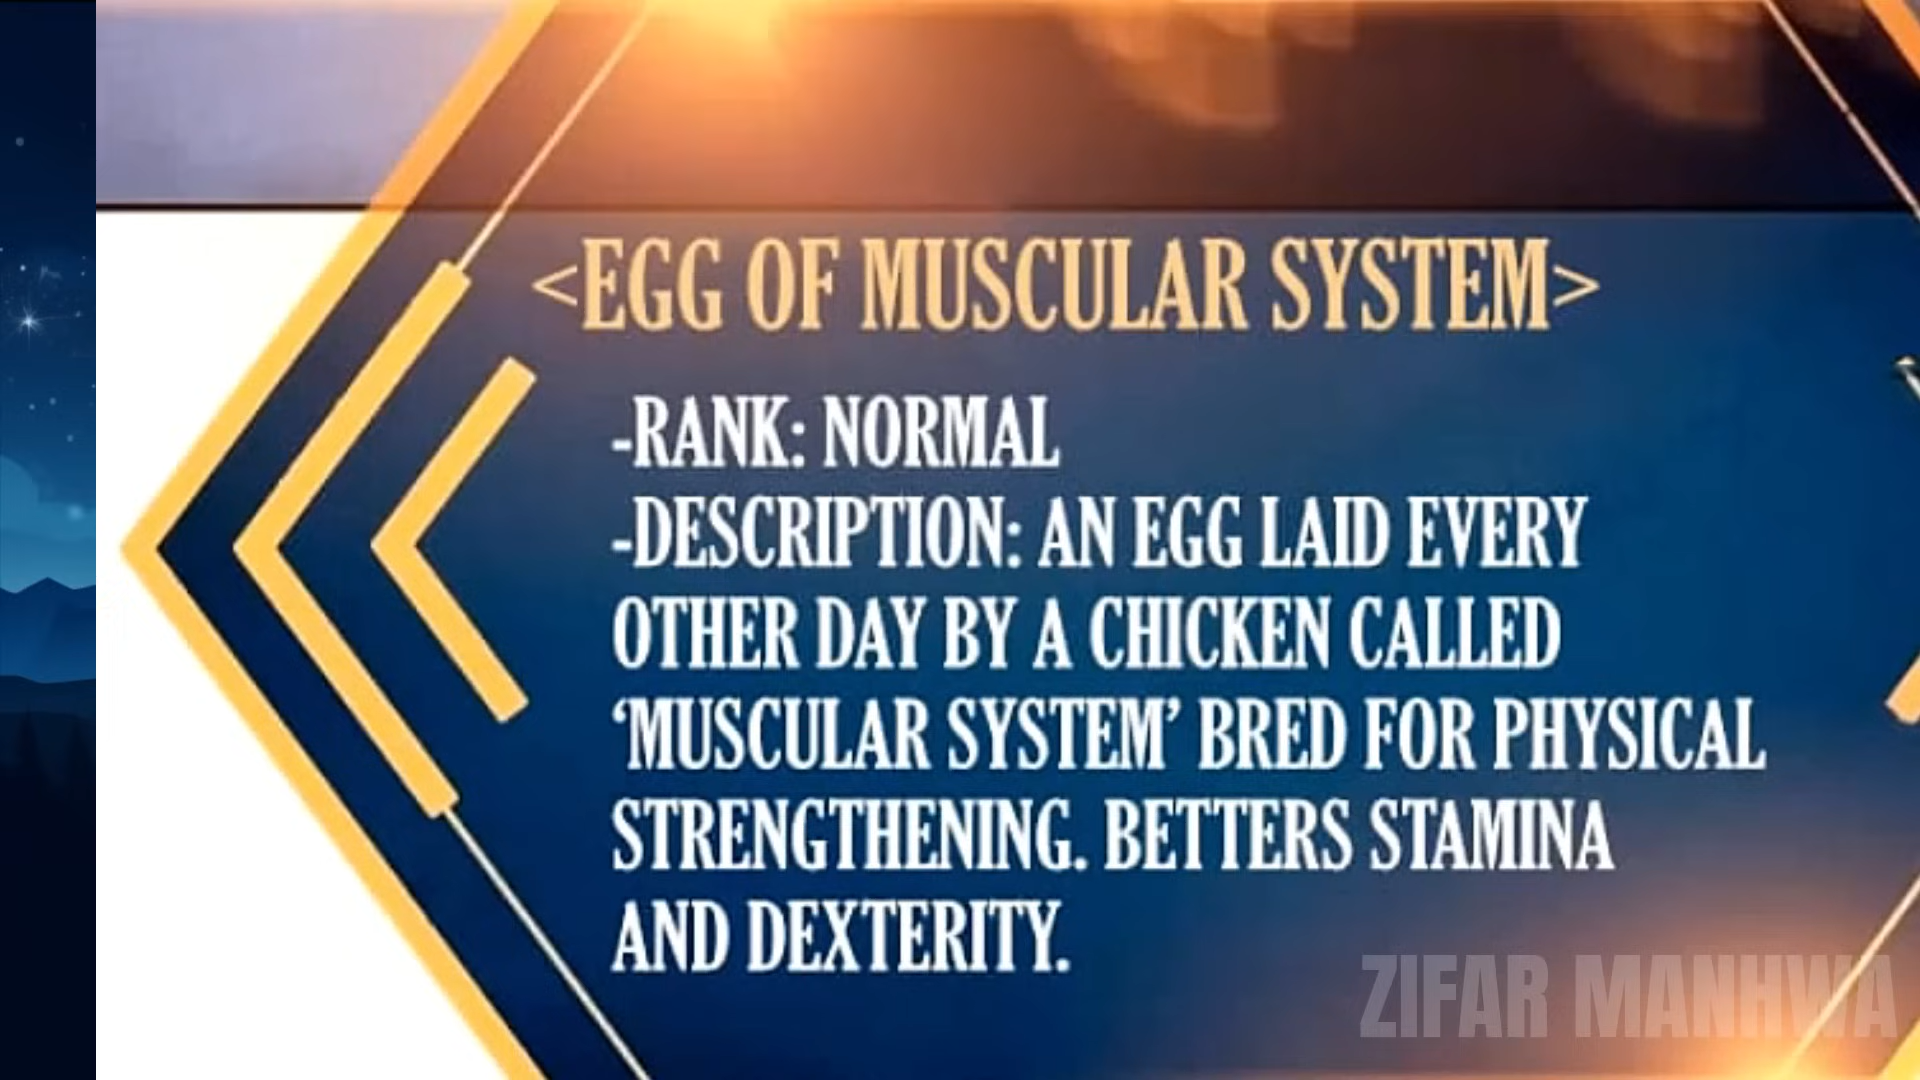 <EGG OF MUSCULAR SYSTEM>
-RANK: NORMAL
-DESCRIPTION: AN EGG LAID EVERY
OTHER DAY BY A CHICKEN CALLED
‘MUSCULAR SYSTEM’ BRED FOR PHYSICAL
STRENGTHENING. BETTERS STAMINA
AND DEXTERITY.
ZIFAR MANHWA